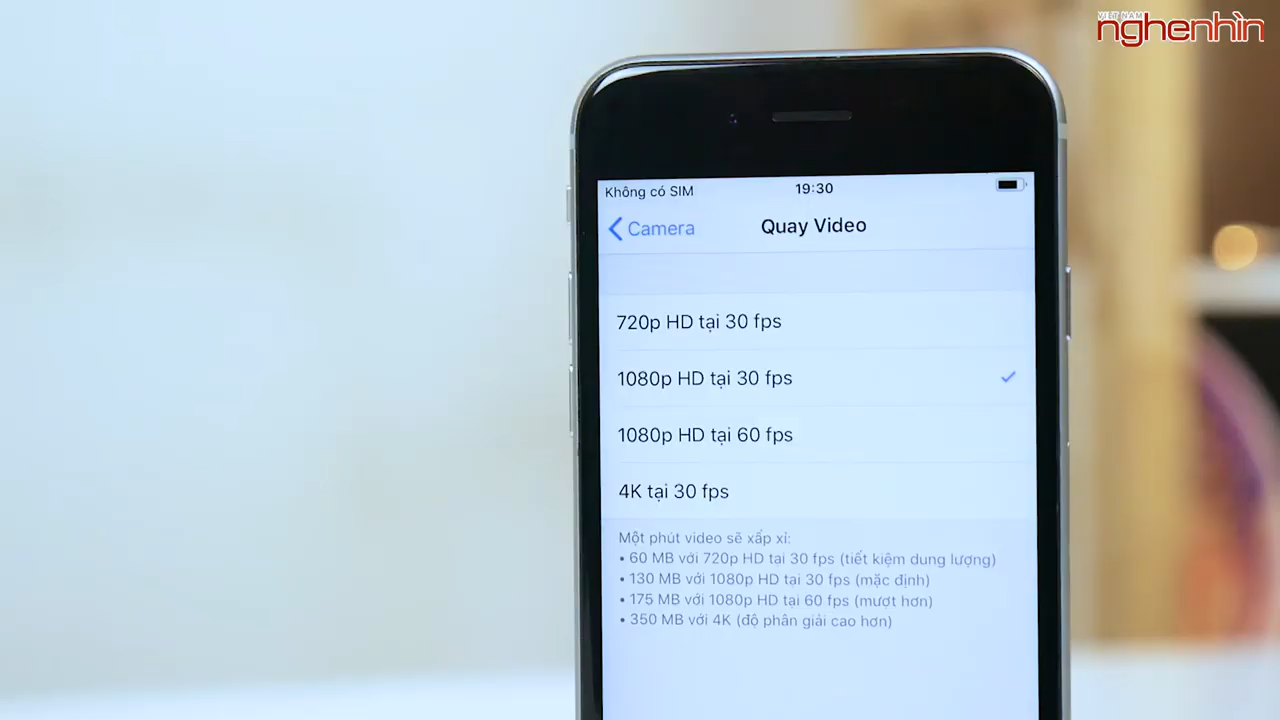 VIỆT NAM
nghenhìn
Không có SIM 19:30
Camera Quay Video
720p HD tại 30 fps
1080p HD tại 30 fps
1080p HD tại 60 fps
4K tại 30 fps
Một phút video sẽ xấp xỉ:
• 60 MB với 720p HD tại 30 fps (tiết kiệm dung lượng)
• 130 MB với 1080p HD tại 30 fps (mặc định)
• 175 MB với 1080p HD tại 60 fps (mượt hơn)
• 350 MB với 4K (độ phân giải cao hơn)